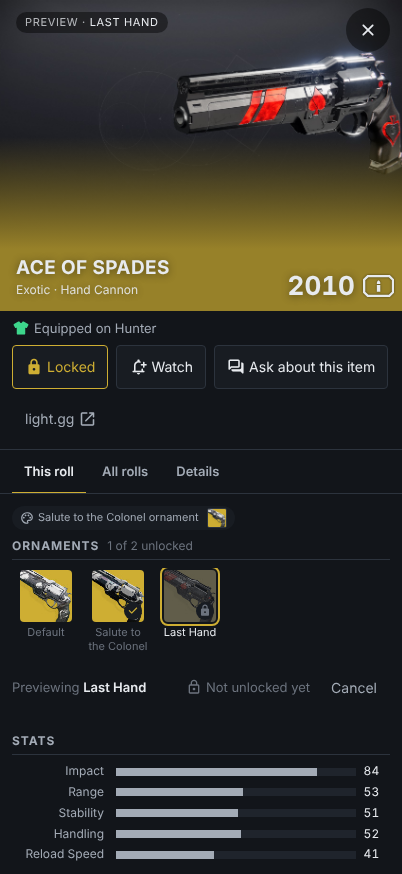 PREVIEW · LAST HAND
ACE OF SPADES
Exotic · Hand Cannon
2010
Equipped on Hunter
Locked
Watch
Ask about this item
light.gg
This roll
All rolls
Details
Salute to the Colonel ornament
ORNAMENTS 1 of 2 unlocked
Default
Salute to
the Colonel
Last Hand
Previewing Last Hand
Not unlocked yet
Cancel
STATS
Impact 84
Range 53
Stability 51
Handling 52
Reload Speed 41